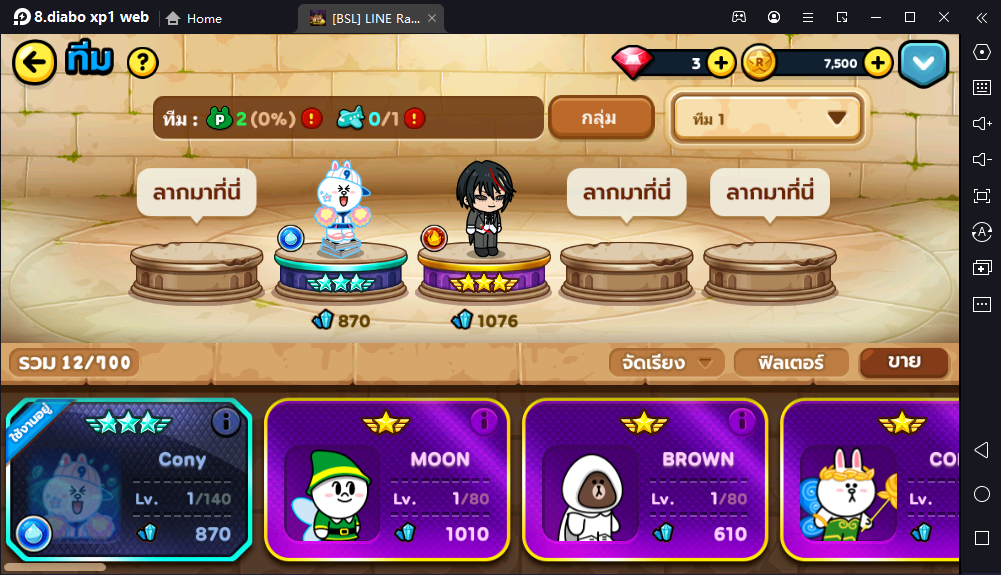 8.diabo xp1 web
Home
[BSL] LINE Ra...
ทีม
?
3
7,500
ทีม : P 2(0%) ! 0/1 !
กลุ่ม
ทีม 1
ลากมาที่นี่
ลากมาที่นี่
ลากมาที่นี่
870
1076
รวม 12/700
จัดเรียง
ฟิลเตอร์
ขาย
ใช้งานอยู่
Cony
Lv. 1/140
870
MOON
Lv. 1/80
1010
BROWN
Lv. 1/80
610
CO
Lv.